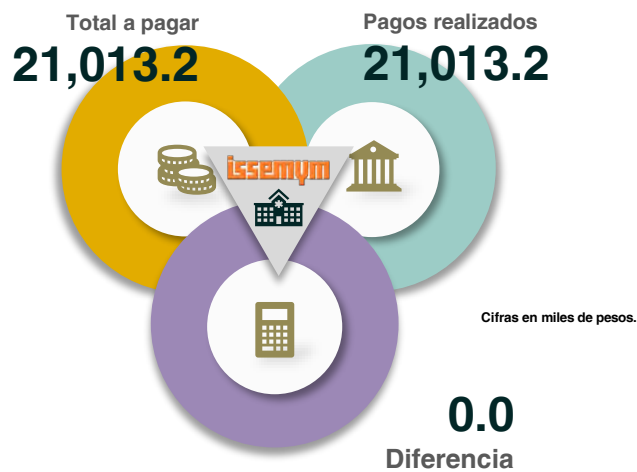 Total a pagar
21,013.2
Pagos realizados
21,013.2
issemym
Cifras en miles de pesos.
0.0
Diferencia